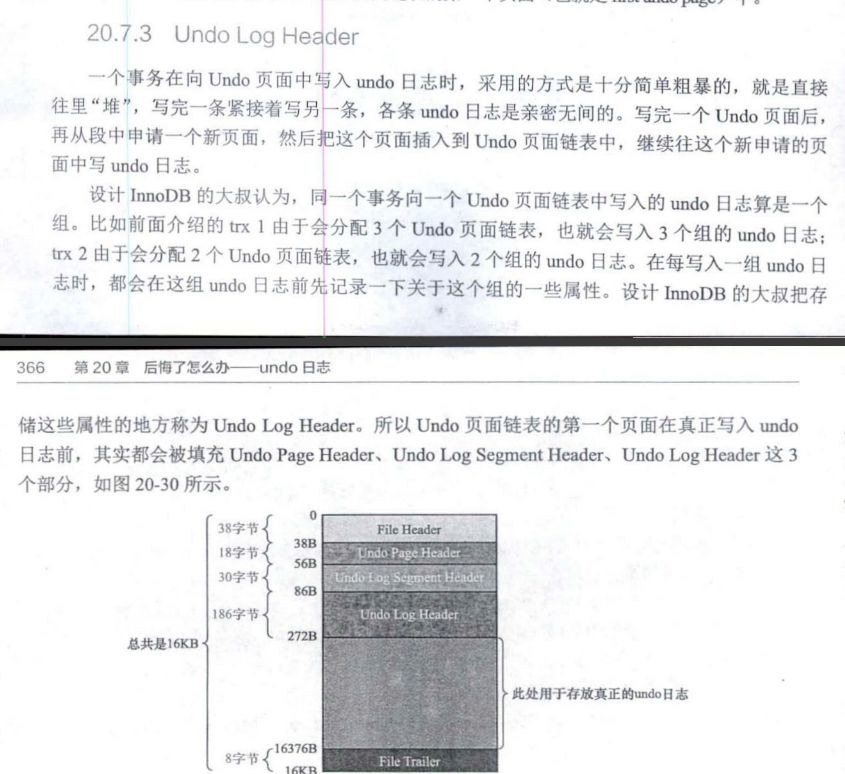 first undo page）中。
20.7.3 Undo Log Header
一个事务在向 Undo 页面中写入 undo 日志时，采用的方式是十分简单粗暴的，就是直接
往里“堆”，写完一条紧接着写另一条，各条 undo 日志是亲密无间的。写完一个 Undo 页面后，
再从段中申请一个新页面，然后把这个页面插入到 Undo 页面链表中，继续往这个新申请的页
面中写 undo 日志。
设计 InnoDB 的大叔认为，同一个事务向一个 Undo 页面链表中写入的 undo 日志算是一个
组。比如前面介绍的 trx 1 由于会分配 3 个 Undo 页面链表，也就会写入 3 个组的 undo 日志；
trx 2 由于会分配 2 个 Undo 页面链表，也就会写入 2 个组的 undo 日志。在每写入一组 undo 日
志时，都会在这组 undo 日志前先记录一下关于这个组的一些属性。设计 InnoDB 的大叔把存
366 第 20 章 后悔了怎么办——undo 日志
储这些属性的地方称为 Undo Log Header。所以 Undo 页面链表的第一个页面在真正写入 undo
日志前，其实都会被填充 Undo Page Header、Undo Log Segment Header、Undo Log Header 这 3
个部分，如图 20-30 所示。
0
38字节
File Header
38B
18字节
Undo Page Header
56B
30字节
Undo Log Segment Header
86B
186字节
Undo Log Header
272B
总共是16KB
此处用于存放真正的undo日志
16376B
8字节
File Trailer
16KB